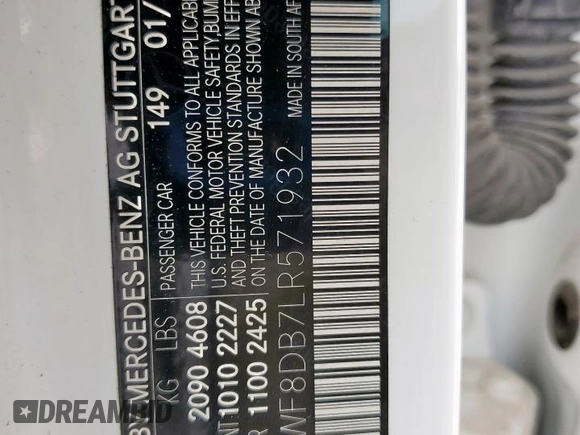 BY MERCEDES-BENZ AG STUTTGART
149 01/
KG LBS PASSENGER CAR
2090 4608 THIS VEHICLE CONFORMS TO ALL APPLICABLE
1010 2227 U.S. FEDERAL MOTOR VEHICLE SAFETY, BUM
1100 2425 AND THEFT PREVENTION STANDARDS IN EFF
ON THE DATE OF MANUFACTURE SHOWN AB
WF8DB7LR571932 MADE IN SOUTH AF
DREAMBID